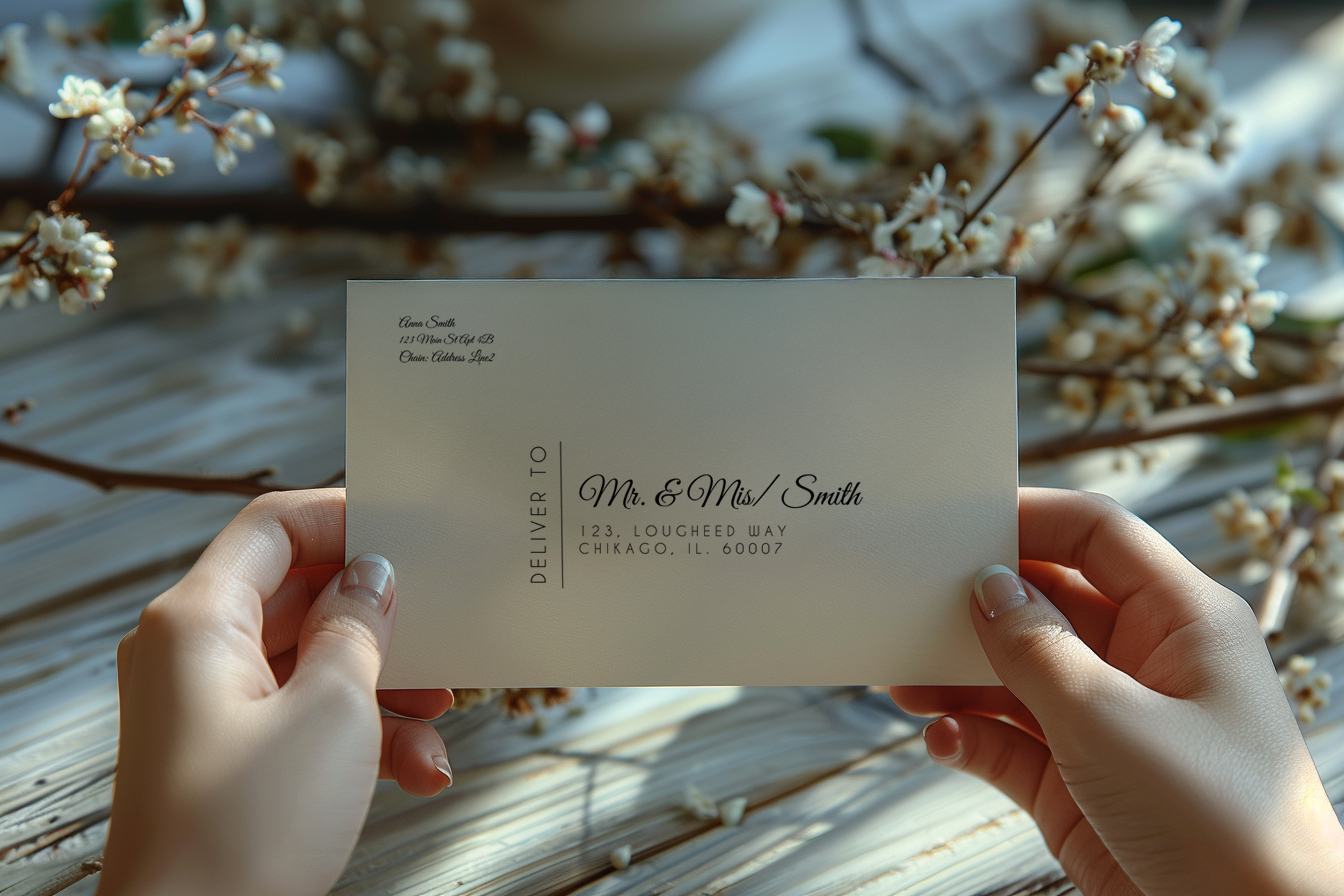 Anna Smith
123 Main St Apt 4B
Chain: Address Line2
DELIVER TO
Mr. & Mis/ Smith
123, LOUGHEED WAY
CHIKAGO, IL. 60007